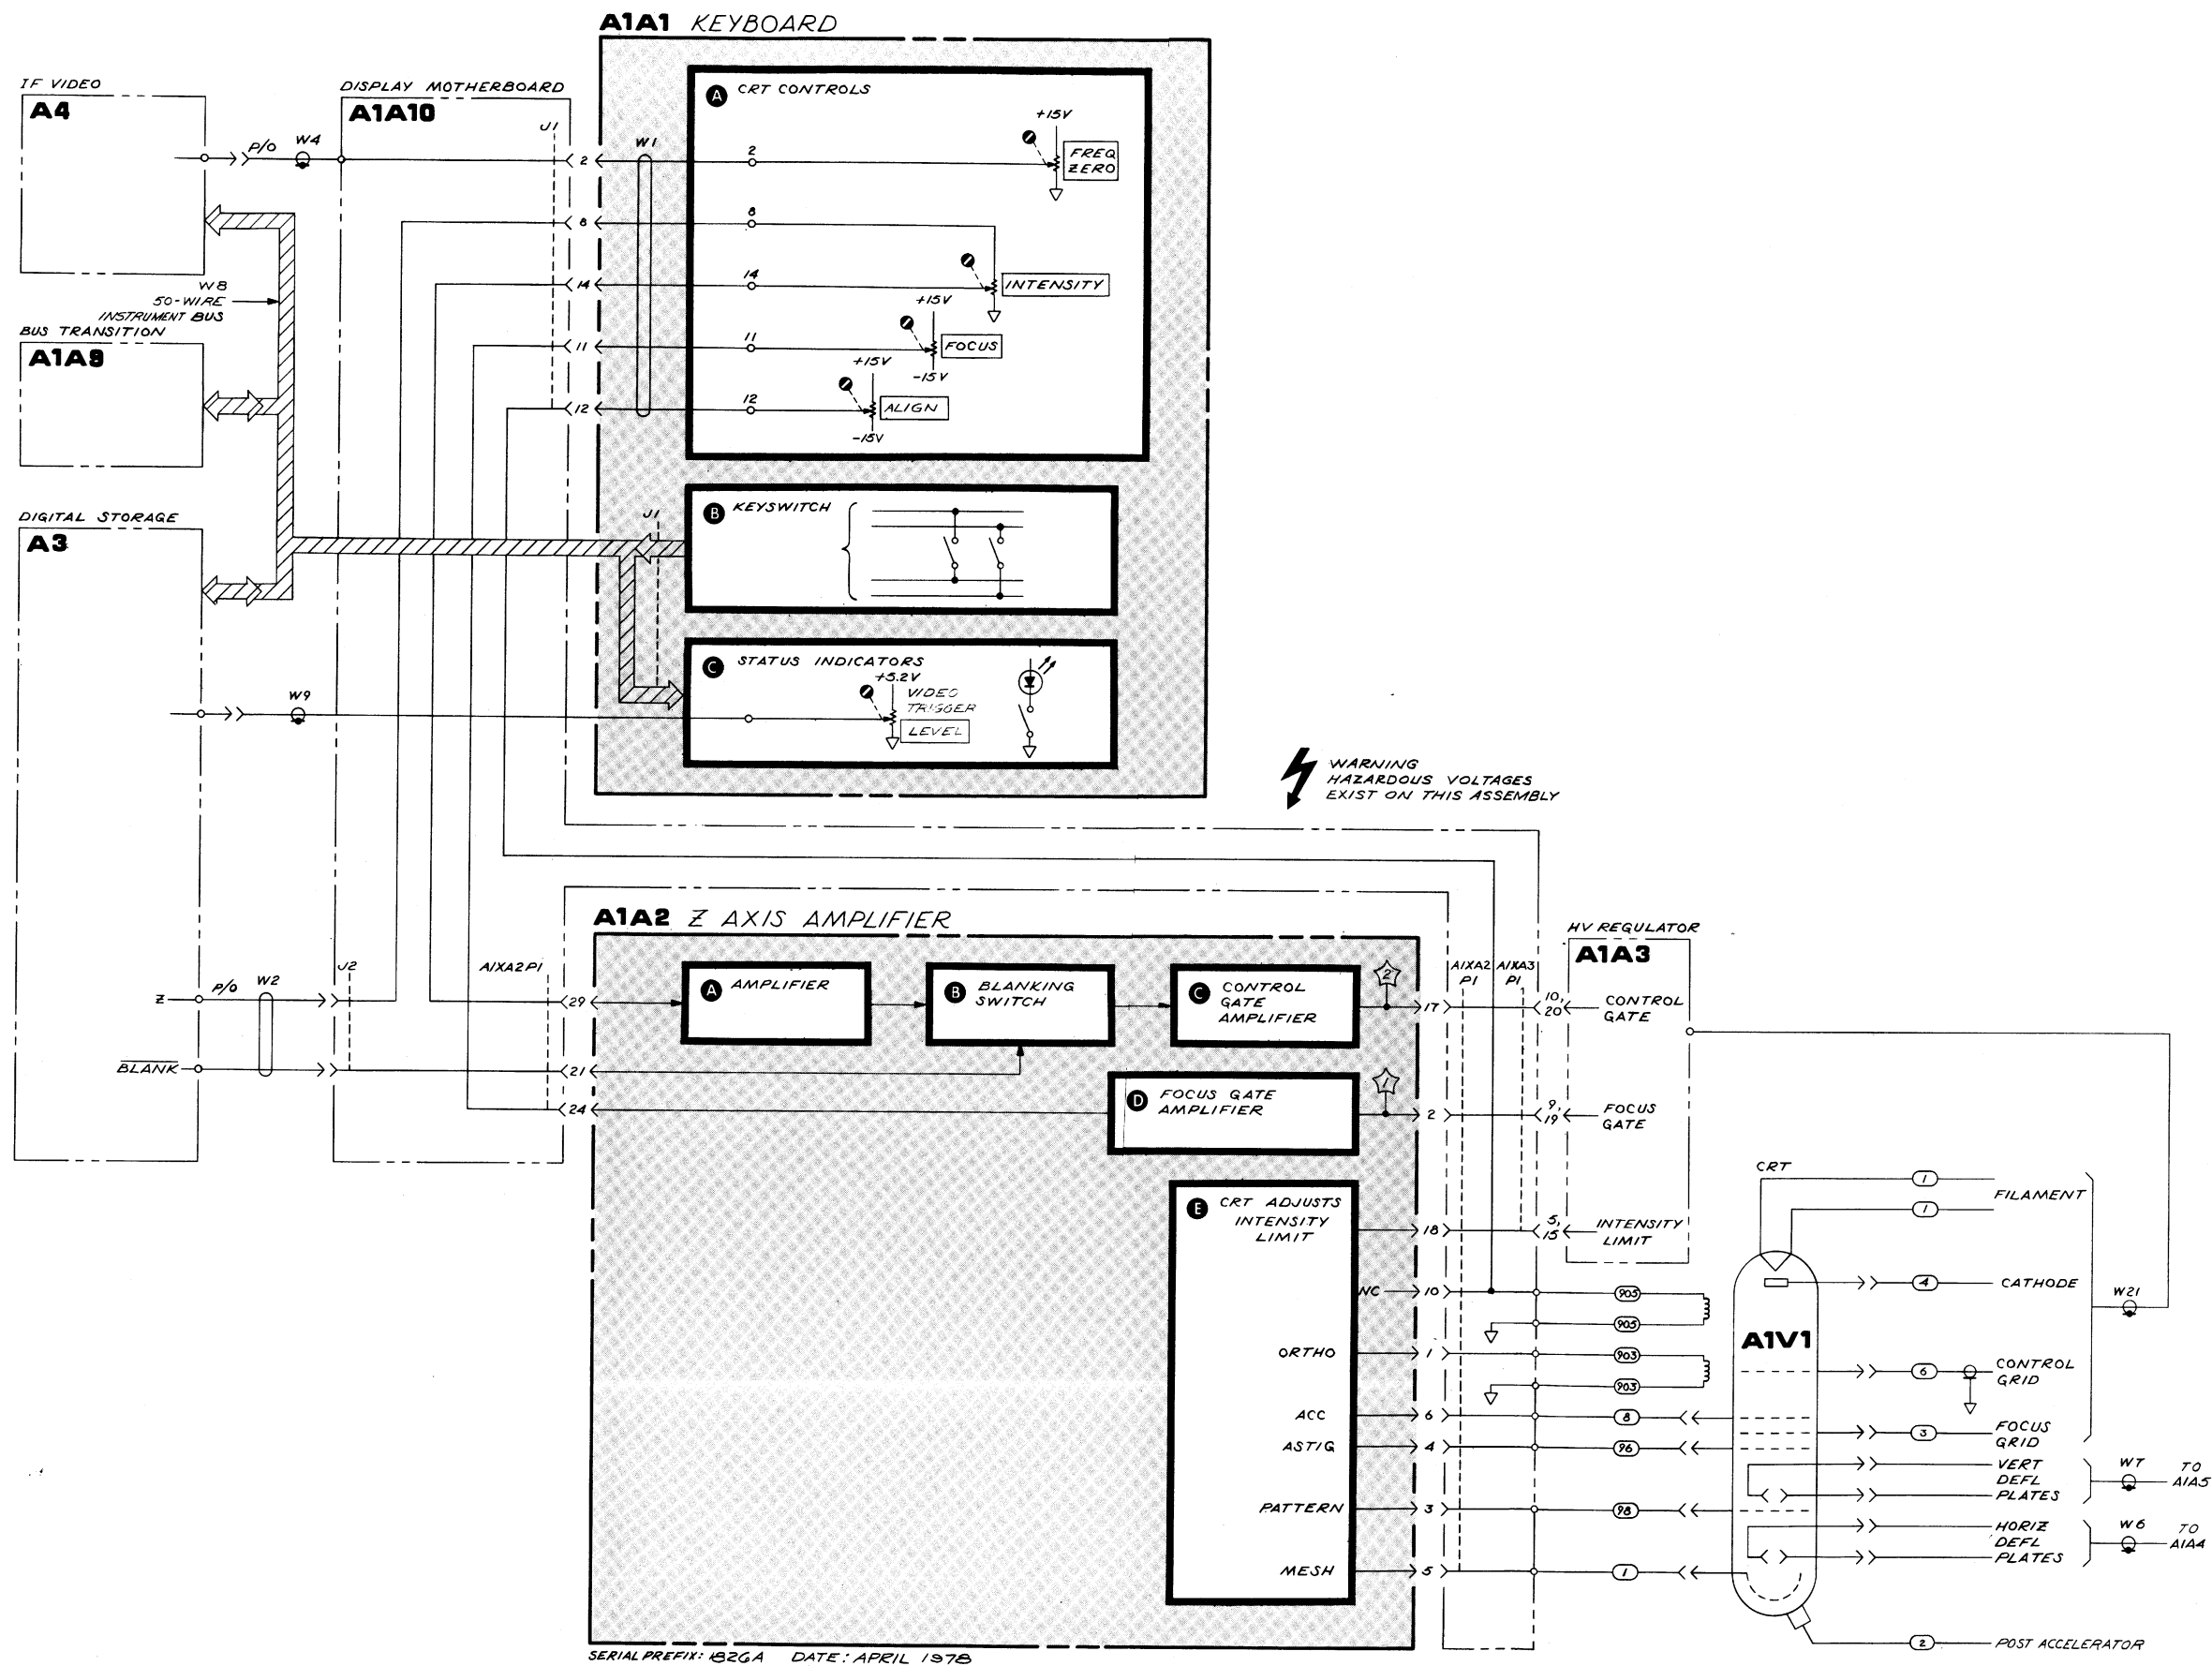 A1A1 KEYBOARD
IF VIDEO
A4
DISPLAY MOTHERBOARD
A1A10
J1
P/O
W4
W1
2
8
14
11
12
A CRT CONTROLS
2
+15V
FREQ
ZERO
8
14
INTENSITY
+15V
11
FOCUS
-15V
+15V
12
ALIGN
-15V
W8
50-WIRE
INSTRUMENT BUS
BUS TRANSITION
A1A9
DIGITAL STORAGE
A3
J1
B KEYSWITCH
C STATUS INDICATORS
+5.2V
VIDEO
TRIGGER
LEVEL
W9
WARNING
HAZARDOUS VOLTAGES
EXIST ON THIS ASSEMBLY
A1A2 Z AXIS AMPLIFIER
Z
P/O
W2
J2
A1XA2P1
BLANK
29
21
24
A AMPLIFIER
B BLANKING
SWITCH
C CONTROL
GATE
AMPLIFIER
2
17
A1XA2
P1
A1XA3
P1
10,
20
HV REGULATOR
A1A3
CONTROL
GATE
D FOCUS GATE
AMPLIFIER
1
2
9,
19
FOCUS
GATE
E CRT ADJUSTS
INTENSITY
LIMIT
18
5,
15
INTENSITY
LIMIT
NC
10
905
905
ORTHO
1
903
903
ACC
6
8
ASTIG
4
96
PATTERN
3
98
MESH
5
1
CRT
A1V1
1
FILAMENT
1
4
CATHODE
W21
6
CONTROL
GRID
3
FOCUS
GRID
VERT
DEFL
PLATES
W7
TO
A1A5
HORIZ
DEFL
PLATES
W6
TO
A1A4
2
POST ACCELERATOR
SERIAL PREFIX: 1826A DATE: APRIL 1978